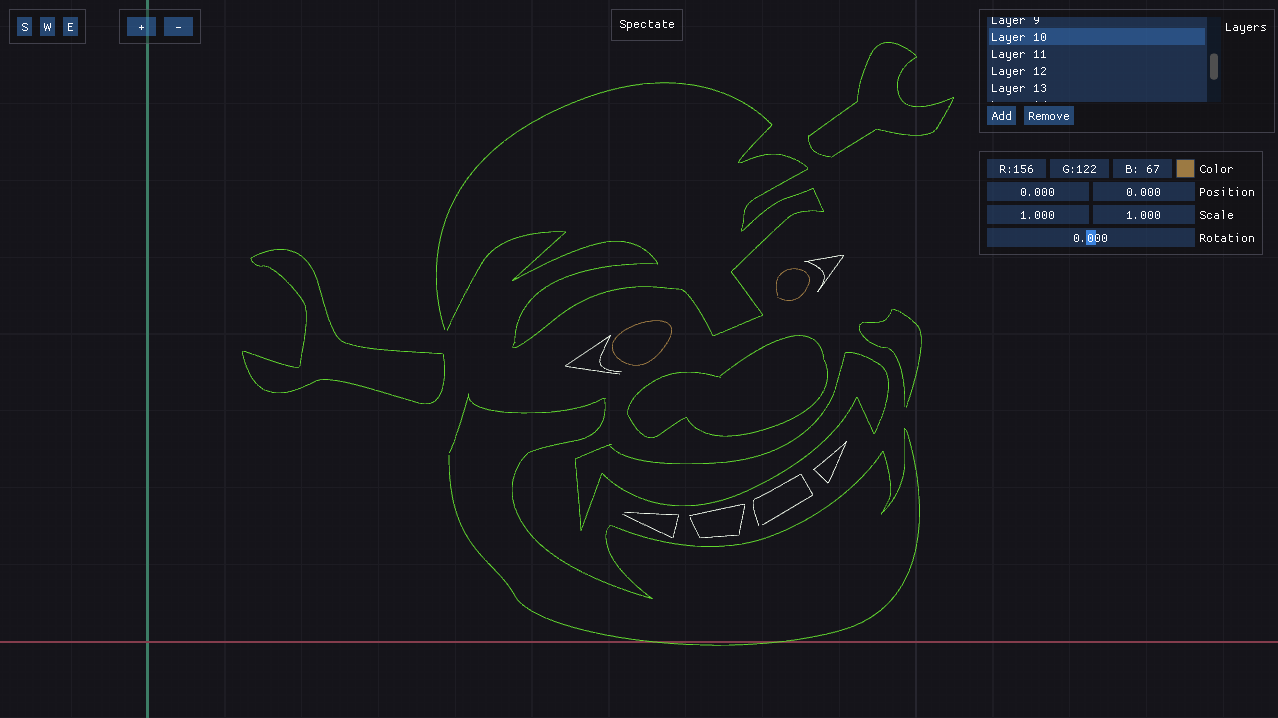 S W E
+ -
Spectate
Layer 9
Layer 10
Layer 11
Layer 12
Layer 13
Layers
Add Remove
R:156 G:122 B: 67 Color
0.000 0.000 Position
1.000 1.000 Scale
0.000 Rotation